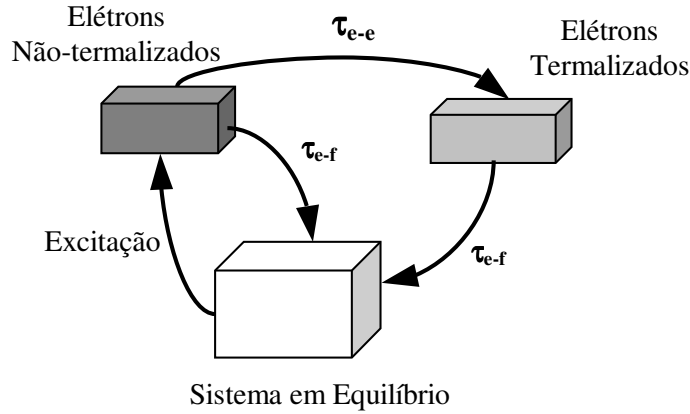 Elétrons
Não-termalizados
τe-e
Elétrons
Termalizados
τe-f
Excitação
τe-f
Sistema em Equilíbrio